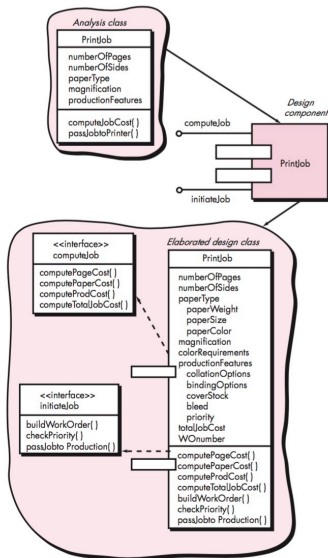 Analysis class
PrintJob
numberOfPages
numberOfSides
paperType
magnification
productionFeatures
computeJobCost( )
passJobtoPrinter( )
Design
component
computeJob
PrintJob
initiateJob
Elaborated design class
PrintJob
numberOfPages
numberOfSides
paperType
paperWeight
paperSize
paperColor
magnification
colorRequirements
productionFeatures
collationOptions
bindingOptions
coverStock
bleed
priority
totalJobCost
WOnumber
computePageCost( )
computePaperCost( )
computeProdCost( )
computeTotalJobCost( )
buildWorkOrder( )
checkPriority( )
passJobto Production( )
<<interface>>
computeJob
computePageCost( )
computePaperCost( )
computeProdCost( )
computeTotalJobCost( )
<<interface>>
initiateJob
buildWorkOrder( )
checkPriority( )
passJobto Production( )